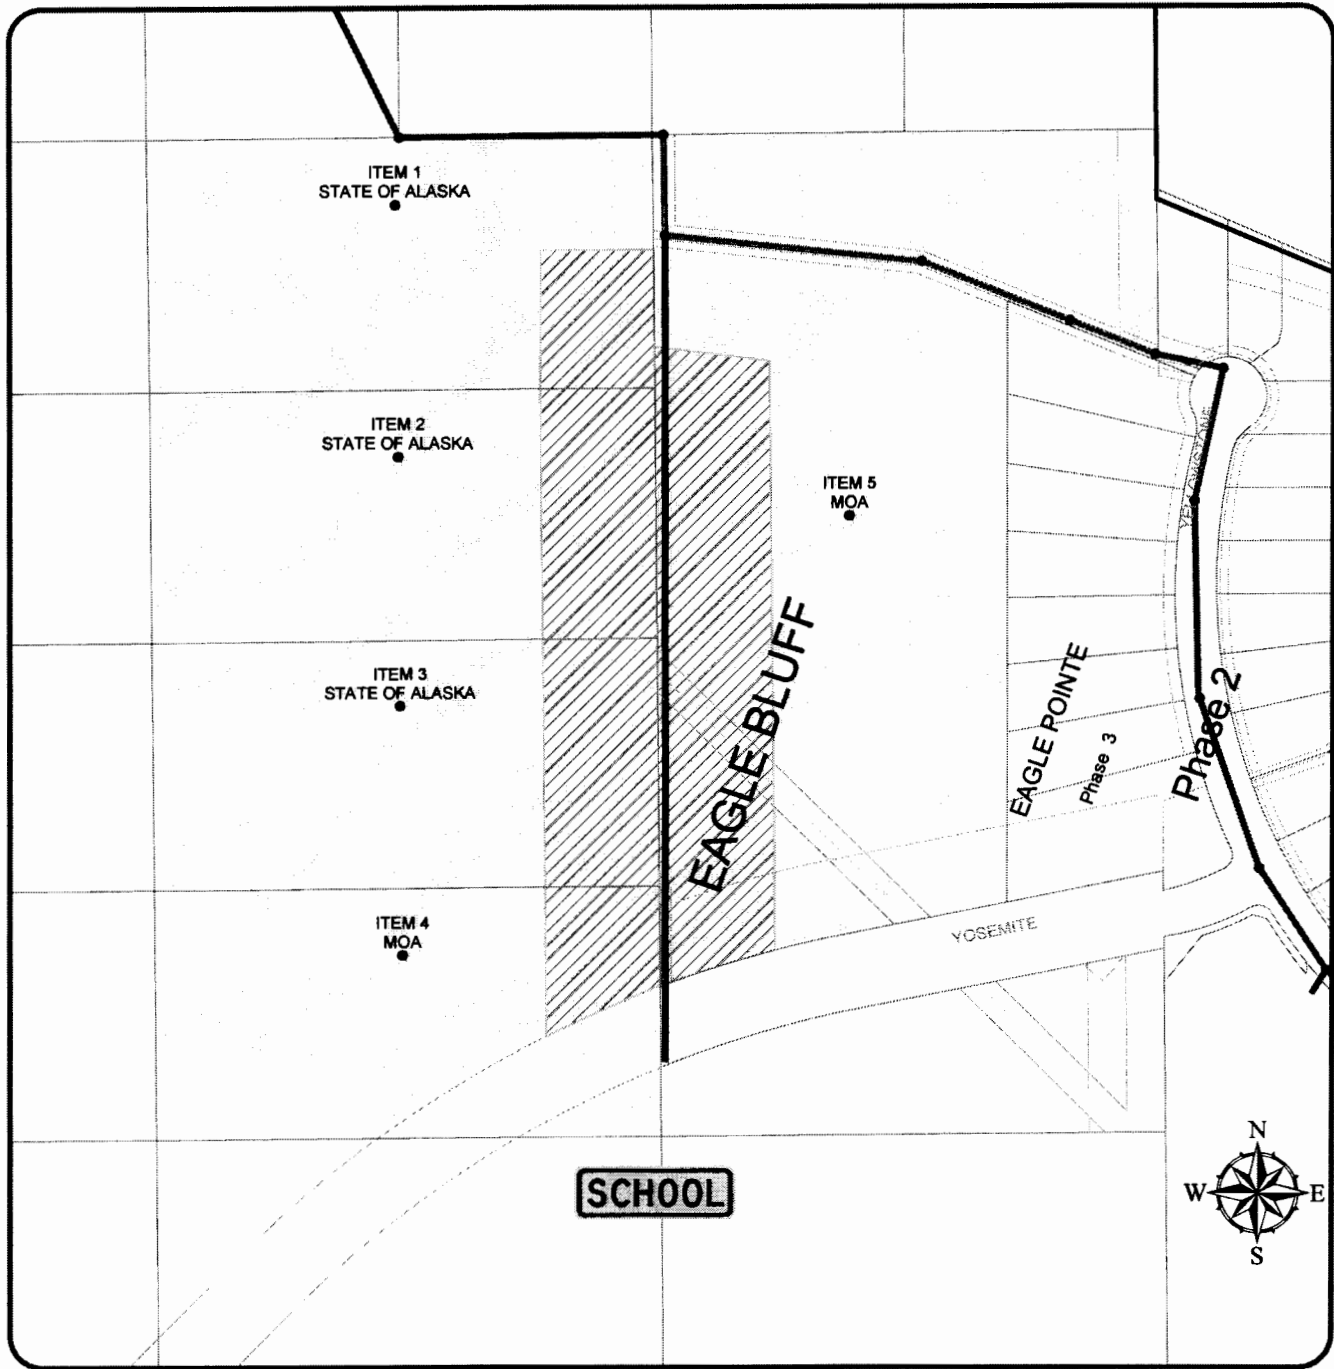 ITEM 1
STATE OF ALASKA
ITEM 2
STATE OF ALASKA
ITEM 5
MOA
YELLOWSTONE
ITEM 3
STATE OF ALASKA
EAGLE BLUFF
EAGLE POINTE
Phase 3
Phase 2
ITEM 4
MOA
YOSEMITE
SCHOOL
N
W
E
S